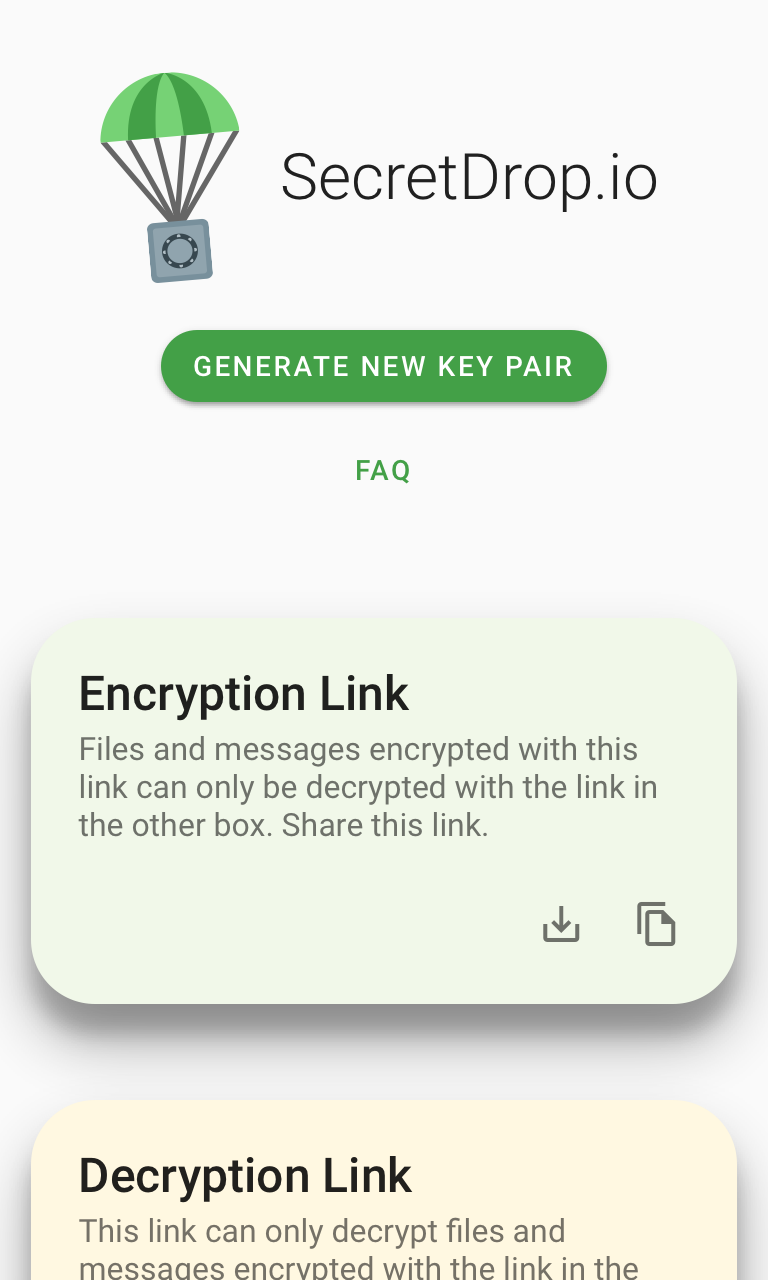 SecretDrop.io
GENERATE NEW KEY PAIR
FAQ
Encryption Link
Files and messages encrypted with this
link can only be decrypted with the link in
the other box. Share this link.
Decryption Link
This link can only decrypt files and
messages encrypted with the link in the